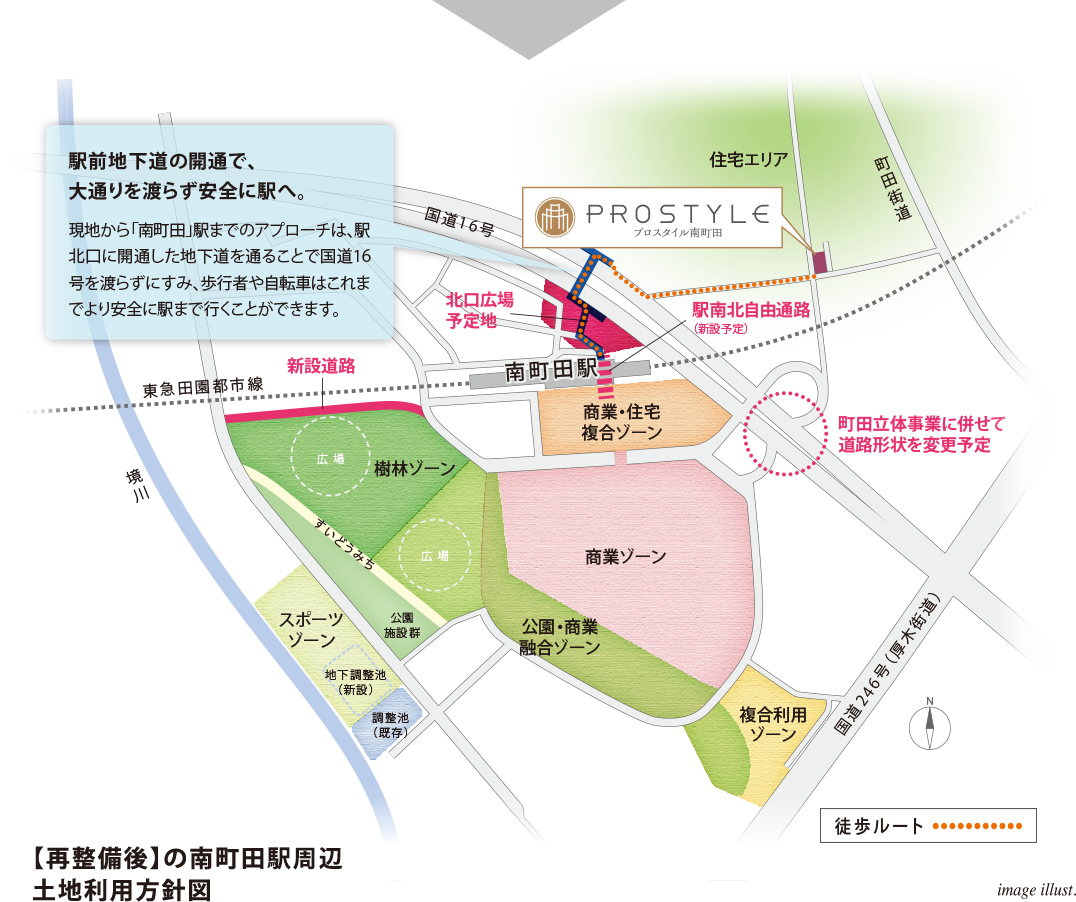 駅前地下道の開通で、
大通りを渡らず安全に駅へ。
現地から「南町田」駅までのアプローチは、駅
北口に開通した地下道を通ることで国道16
号を渡らずにすみ、歩行者や自転車はこれま
でより安全に駅まで行くことができます。
住宅エリア
町田街道
国道16号
PROSTYLE
プロスタイル南町田
北口広場
予定地
駅南北自由通路
（新設予定）
新設道路
南町田駅
東急田園都市線
商業・住宅
複合ゾーン
町田立体事業に併せて
道路形状を変更予定
広場
樹林ゾーン
境川
すいどうみち
広場
商業ゾーン
スポーツ
ゾーン
公園
施設群
公園・商業
融合ゾーン
地下調整池
（新設）
調整池
（既存）
複合利用
ゾーン
国道246号（厚木街道）
N
徒歩ルート
【再整備後】の南町田駅周辺
土地利用方針図
image illust.